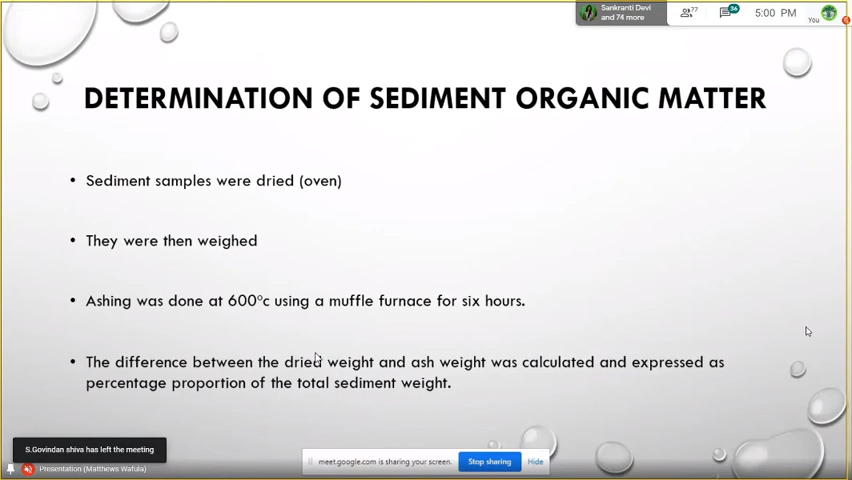 Sankranti Devi
and 74 more
77
36
5:00 PM
You
DETERMINATION OF SEDIMENT ORGANIC MATTER
• Sediment samples were dried (oven)
• They were then weighed
• Ashing was done at 600°c using a muffle furnace for six hours.
• The difference between the dried weight and ash weight was calculated and expressed as
percentage proportion of the total sediment weight.
S.Govindan shiva has left the meeting
Presentation (Matthews Wafula)
meet.google.com is sharing your screen.
Stop sharing
Hide